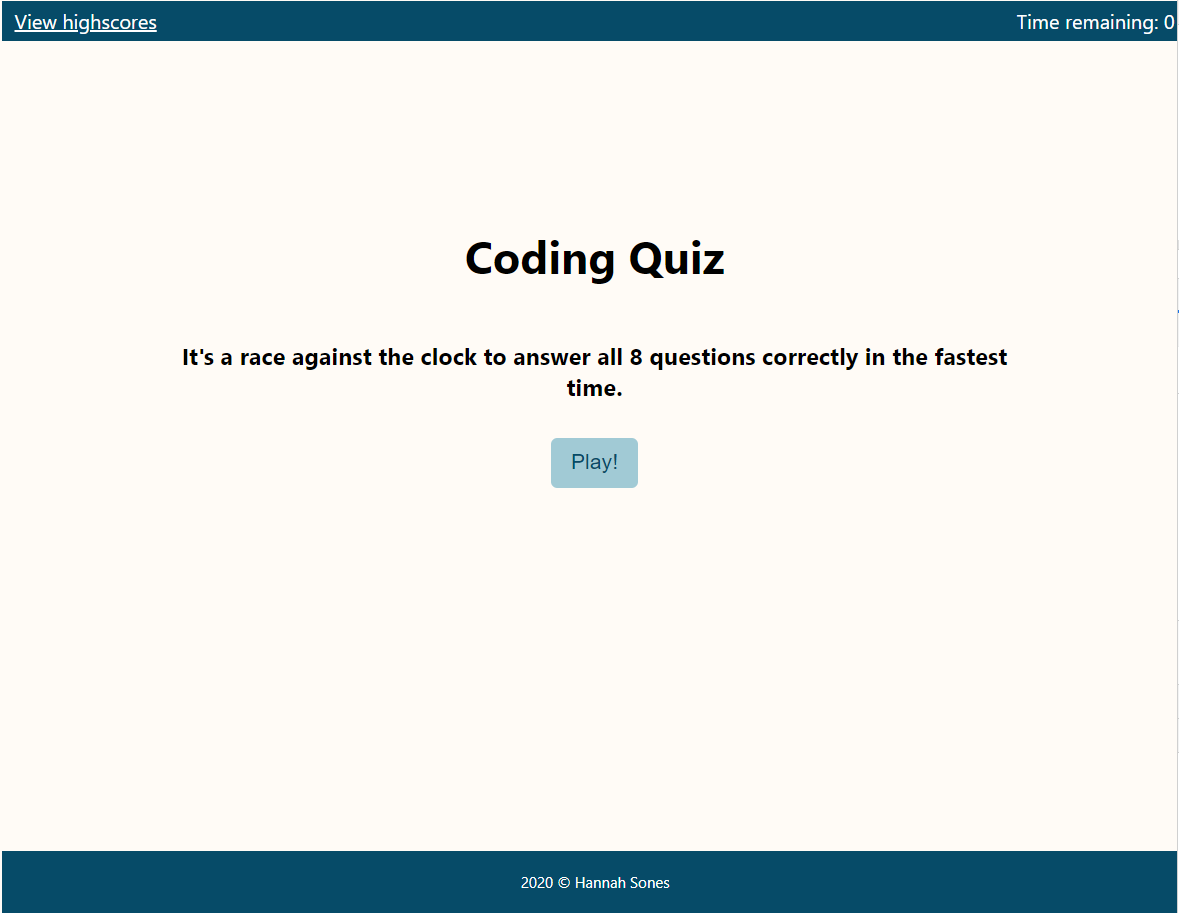 View highscores
Time remaining: 0
Coding Quiz
It's a race against the clock to answer all 8 questions correctly in the fastest
time.
Play!
2020 © Hannah Sones